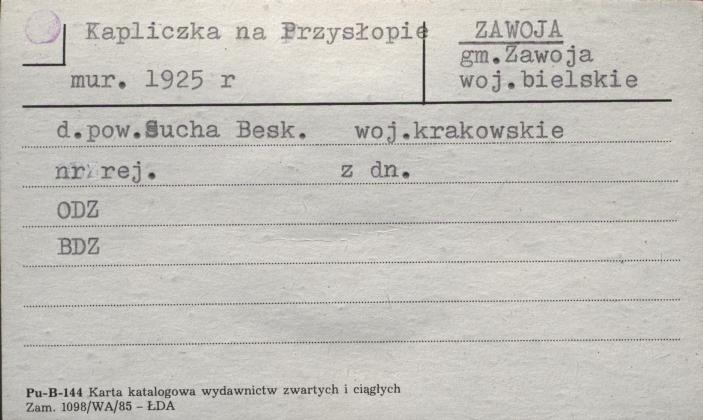 Kapliczka na Przysłopie
mur. 1925 r
ZAWOJA
gm.Zawoja
woj.bielskie
d.pow.Sucha Besk. woj.krakowskie
nr rej. z dn.
ODZ
BDZ
Pu-B-144 Karta katalogowa wydawnictw zwartych i ciągłych
Zam. 1098/WA/85 – ŁDA